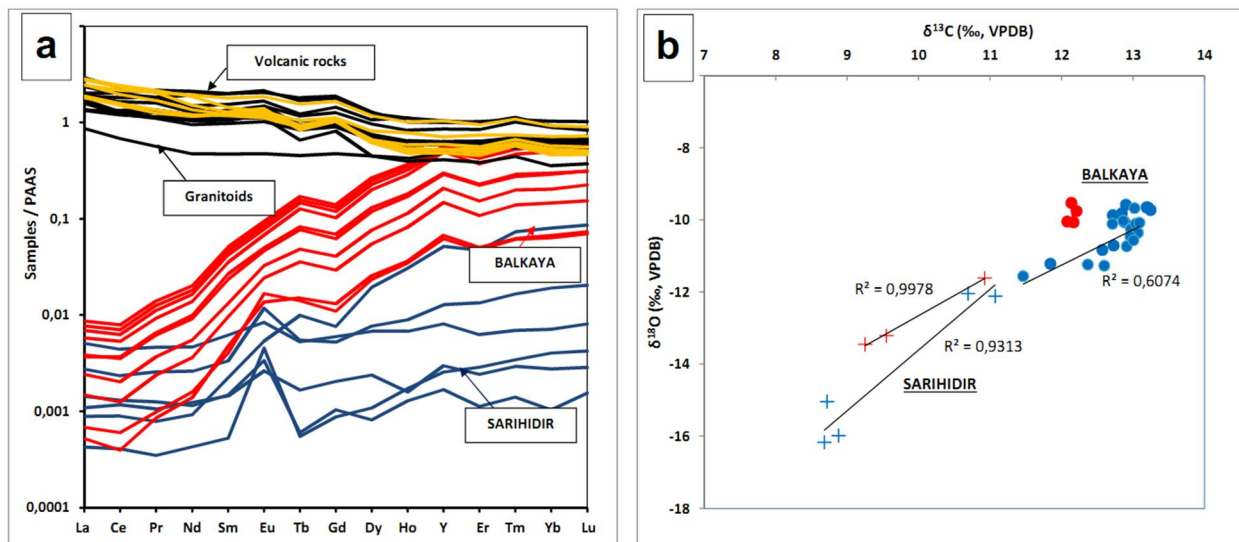 a
Samples / PAAS
1
0,1
0,01
0,001
0,0001
Volcanic rocks
Granitoids
BALKAYA
SARIHIDIR
La Ce Pr Nd Sm Eu Tb Gd Dy Ho Y Er Tm Yb Lu
b
δ¹³C (‰, VPDB)
7 8 9 10 11 12 13 14
δ¹⁸O (‰, VPDB)
-6
-8
-10
-12
-14
-16
-18
BALKAYA
R² = 0,9978
R² = 0,6074
R² = 0,9313
SARIHIDIR